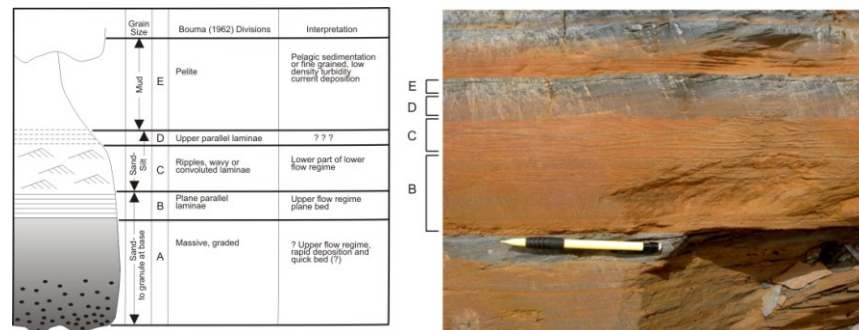 Grain
Size
Bouma (1962) Divisions
Interpretation
Mud
E
Pelite
Pelagic sedimentation
or fine grained, low
density turbidity
current deposition
D
Upper parallel laminae
? ? ?
Sand-
Silt
C
Ripples, wavy or
convoluted laminae
Lower part of lower
flow regime
B
Plane parallel
laminae
Upper flow regime
plane bed
Sand-
to granule at base
A
Massive, graded
? Upper flow regime,
rapid deposition and
quick bed (?)
E
D
C
B